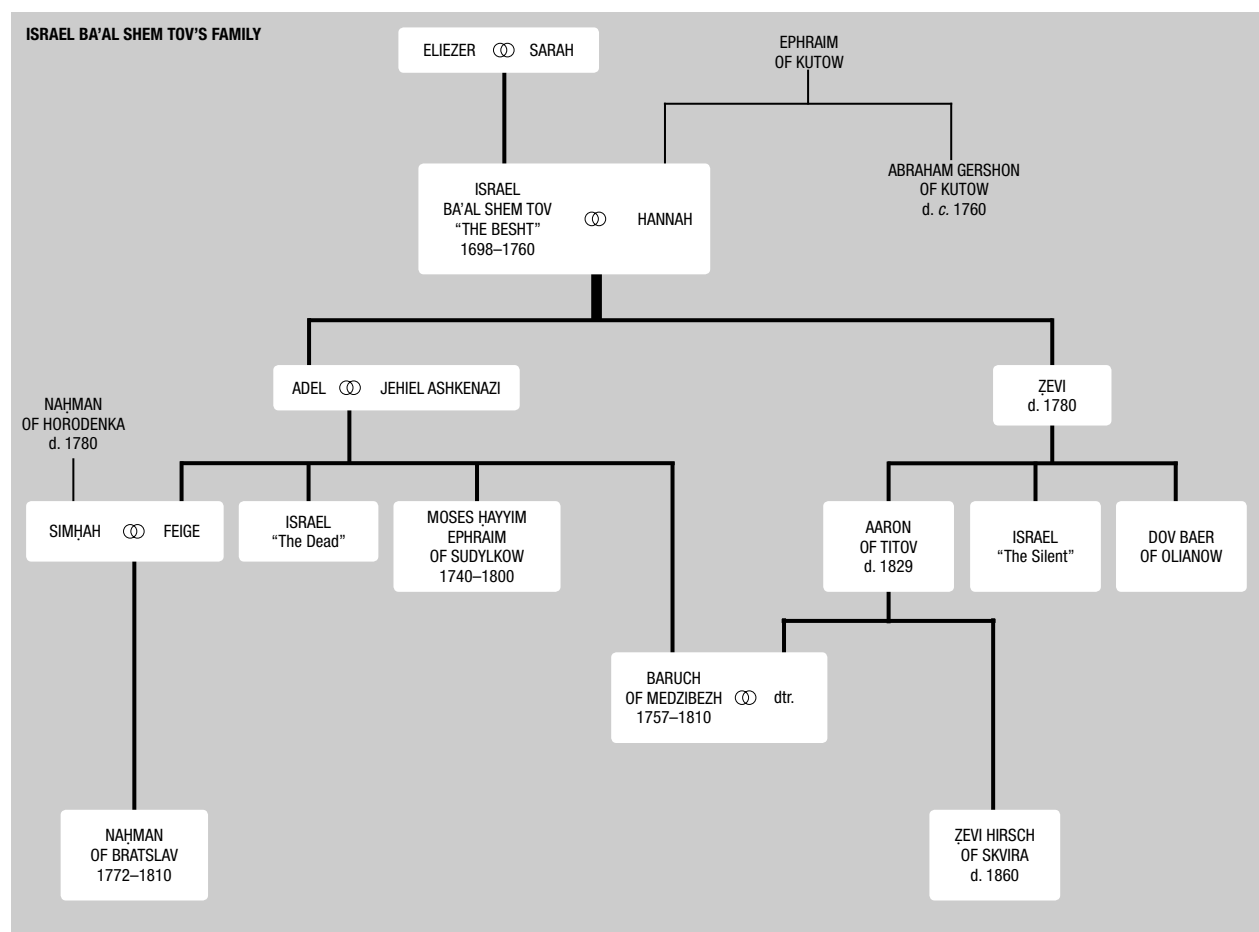 ISRAEL BA'AL SHEM TOV'S FAMILY
ELIEZER ⚭ SARAH
EPHRAIM
OF KUTOW
ABRAHAM GERSHON
OF KUTOW
d. c. 1760
ISRAEL
BA'AL SHEM TOV
“THE BESHT”
1698–1760
⚭ HANNAH
ADEL ⚭ JEHIEL ASHKENAZI
ẒEVI
d. 1780
NAḤMAN
OF HORODENKA
d. 1780
SIMḤAH ⚭ FEIGE
ISRAEL
“The Dead”
MOSES ḤAYYIM
EPHRAIM
OF SUDYLKOW
1740–1800
AARON
OF TITOV
d. 1829
ISRAEL
“The Silent”
DOV BAER
OF OLIANOW
BARUCH
OF MEDZIBEZH
1757–1810
⚭ dtr.
NAḤMAN
OF BRATSLAV
1772–1810
ẒEVI HIRSCH
OF SKVIRA
d. 1860